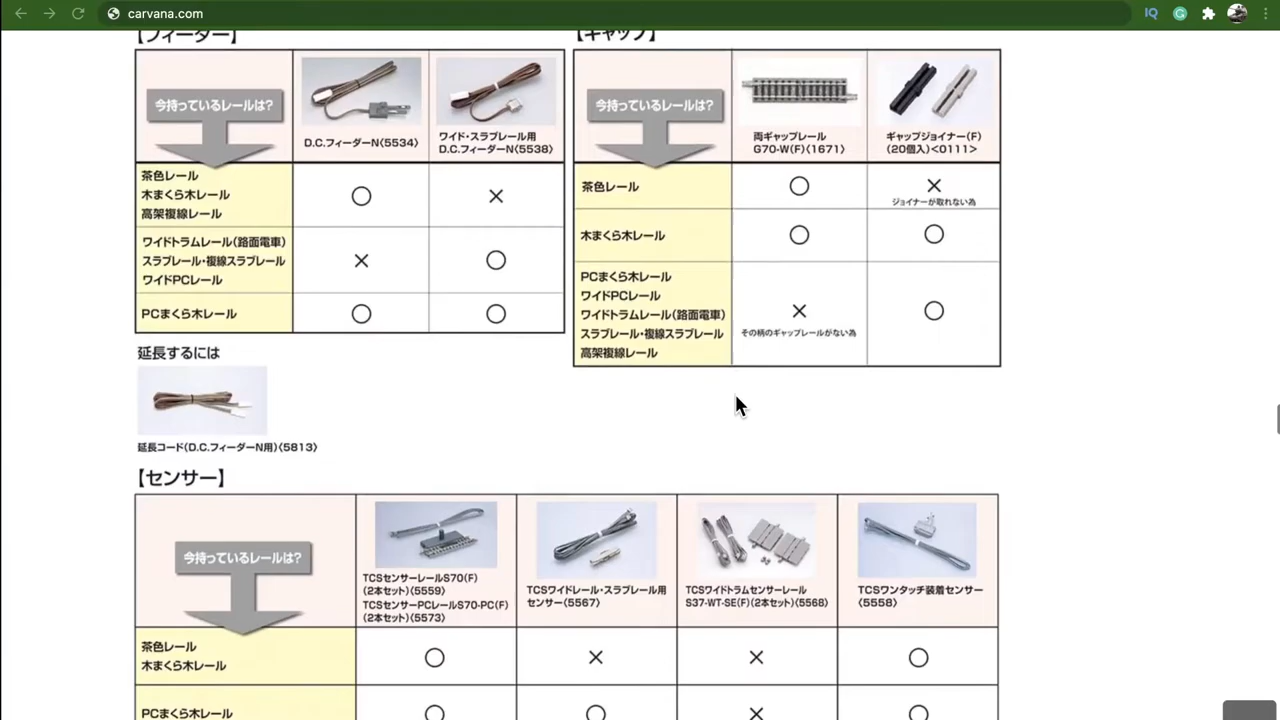 carvana.com
IQ
【フィーダー】
【ギャップ】
今持っているレールは?
D.C.フィーダーN〈5534〉
ワイド・スラブレール用
D.C.フィーダーN〈5538〉
茶色レール
木まくら木レール
高架複線レール
○
×
ワイドトラムレール(路面電車)
スラブレール・複線スラブレール
ワイドPCレール
×
○
PCまくら木レール
○
○
今持っているレールは?
両ギャップレール
G70-W(F)〈1671〉
ギャップジョイナー(F)
(20個入)<0111>
茶色レール
○
×
ジョイナーが取れない為
木まくら木レール
○
○
PCまくら木レール
ワイドPCレール
ワイドトラムレール(路面電車)
スラブレール・複線スラブレール
高架複線レール
×
その柄のギャップレールがない為
○
延長するには
延長コード(D.C.フィーダーN用)〈5813〉
【センサー】
今持っているレールは?
TCSセンサーレールS70(F)
(2本セット)〈5559〉
TCSセンサーPCレールS70-PC(F)
(2本セット)〈5573〉
TCSワイドレール・スラブレール用
センサー〈5567〉
TCSワイドトラムセンサーレール
S37-WT-SE(F)(2本セット)〈5568〉
TCSワンタッチ装着センサー
〈5558〉
茶色レール
木まくら木レール
○
×
×
○
PCまくら木レール
○
○
×
○